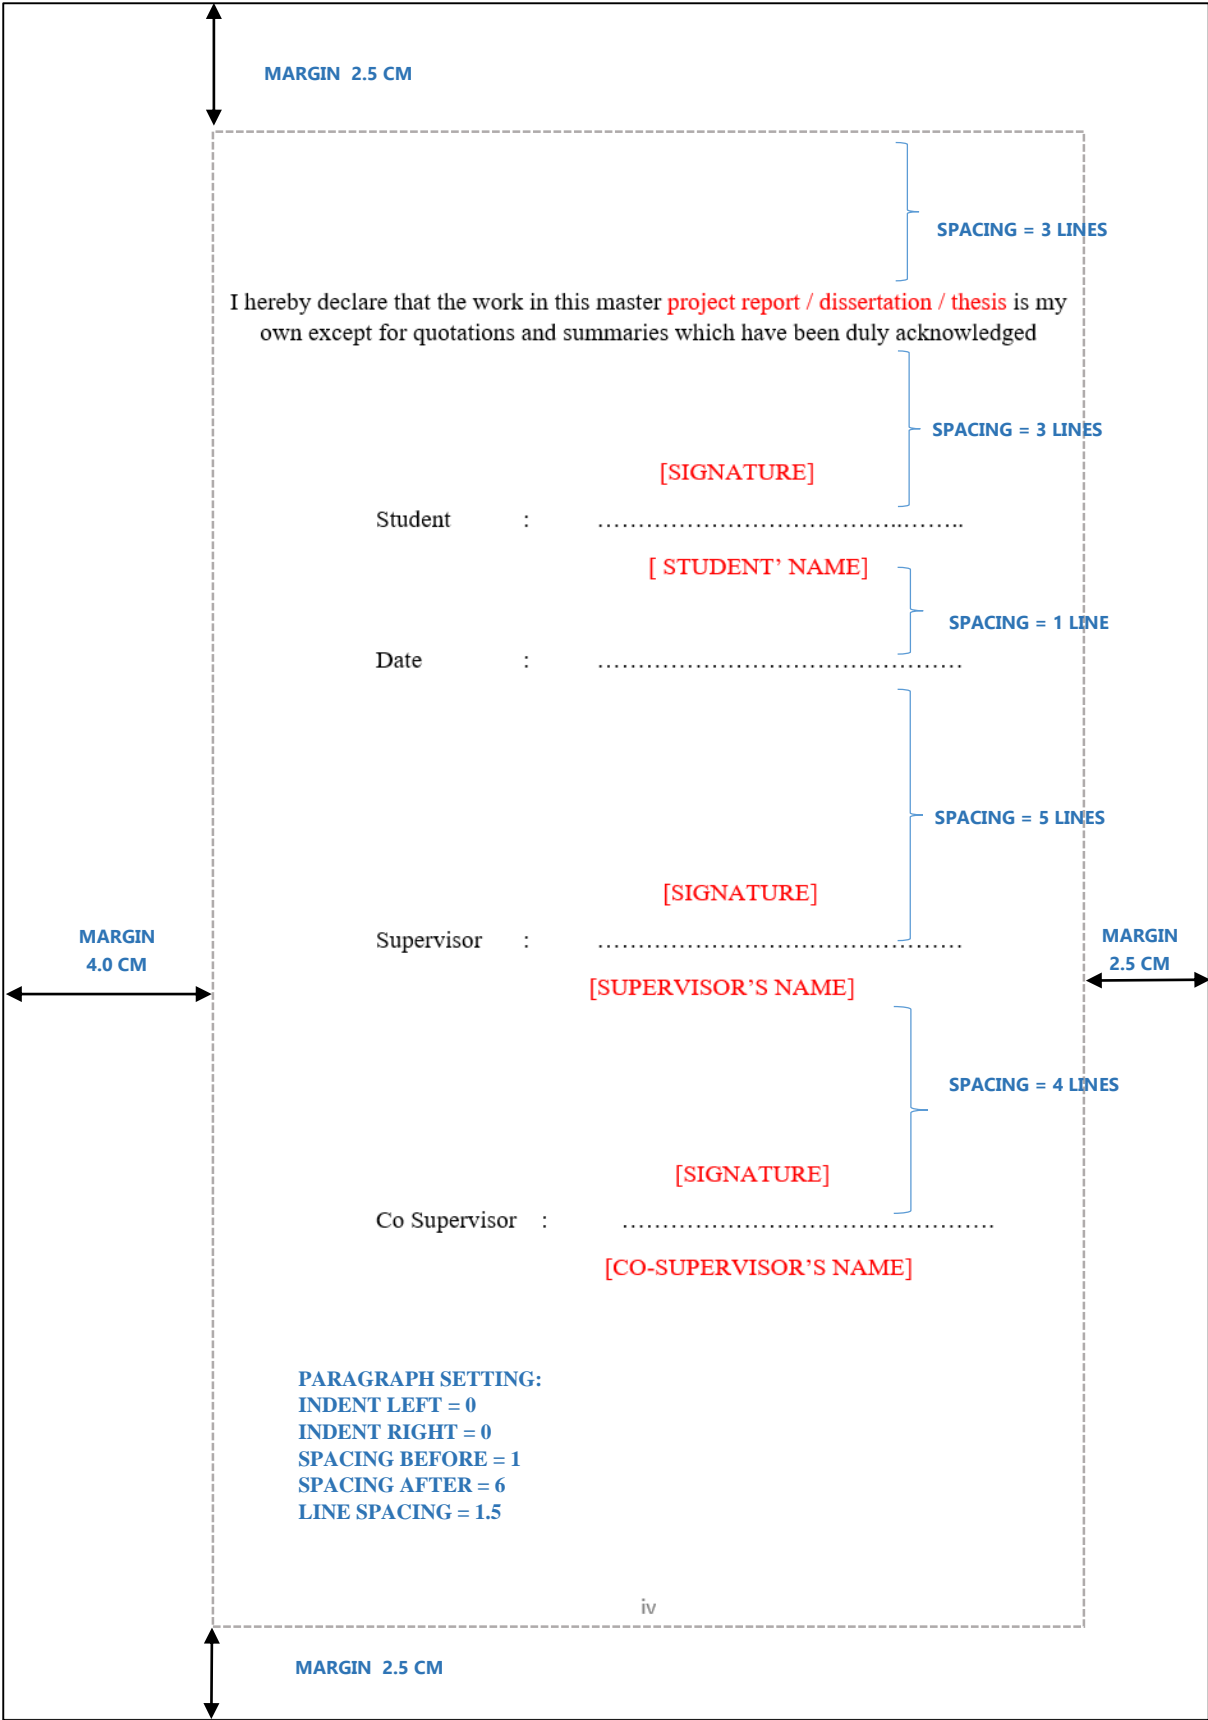 MARGIN  2.5 CM
SPACING = 3 LINES
I hereby declare that the work in this master project report / dissertation / thesis is my
own except for quotations and summaries which have been duly acknowledged
SPACING = 3 LINES
[SIGNATURE]
Student : ………………………………..……..
[ STUDENT’ NAME]
SPACING = 1 LINE
Date : ………………………………………
SPACING = 5 LINES
[SIGNATURE]
MARGIN
4.0 CM
Supervisor : ………………………………………
MARGIN
2.5 CM
[SUPERVISOR’S NAME]
SPACING = 4 LINES
[SIGNATURE]
Co Supervisor : ……………………………………….
[CO-SUPERVISOR’S NAME]
PARAGRAPH SETTING:
INDENT LEFT = 0
INDENT RIGHT = 0
SPACING BEFORE = 1
SPACING AFTER = 6
LINE SPACING = 1.5
iv
MARGIN  2.5 CM